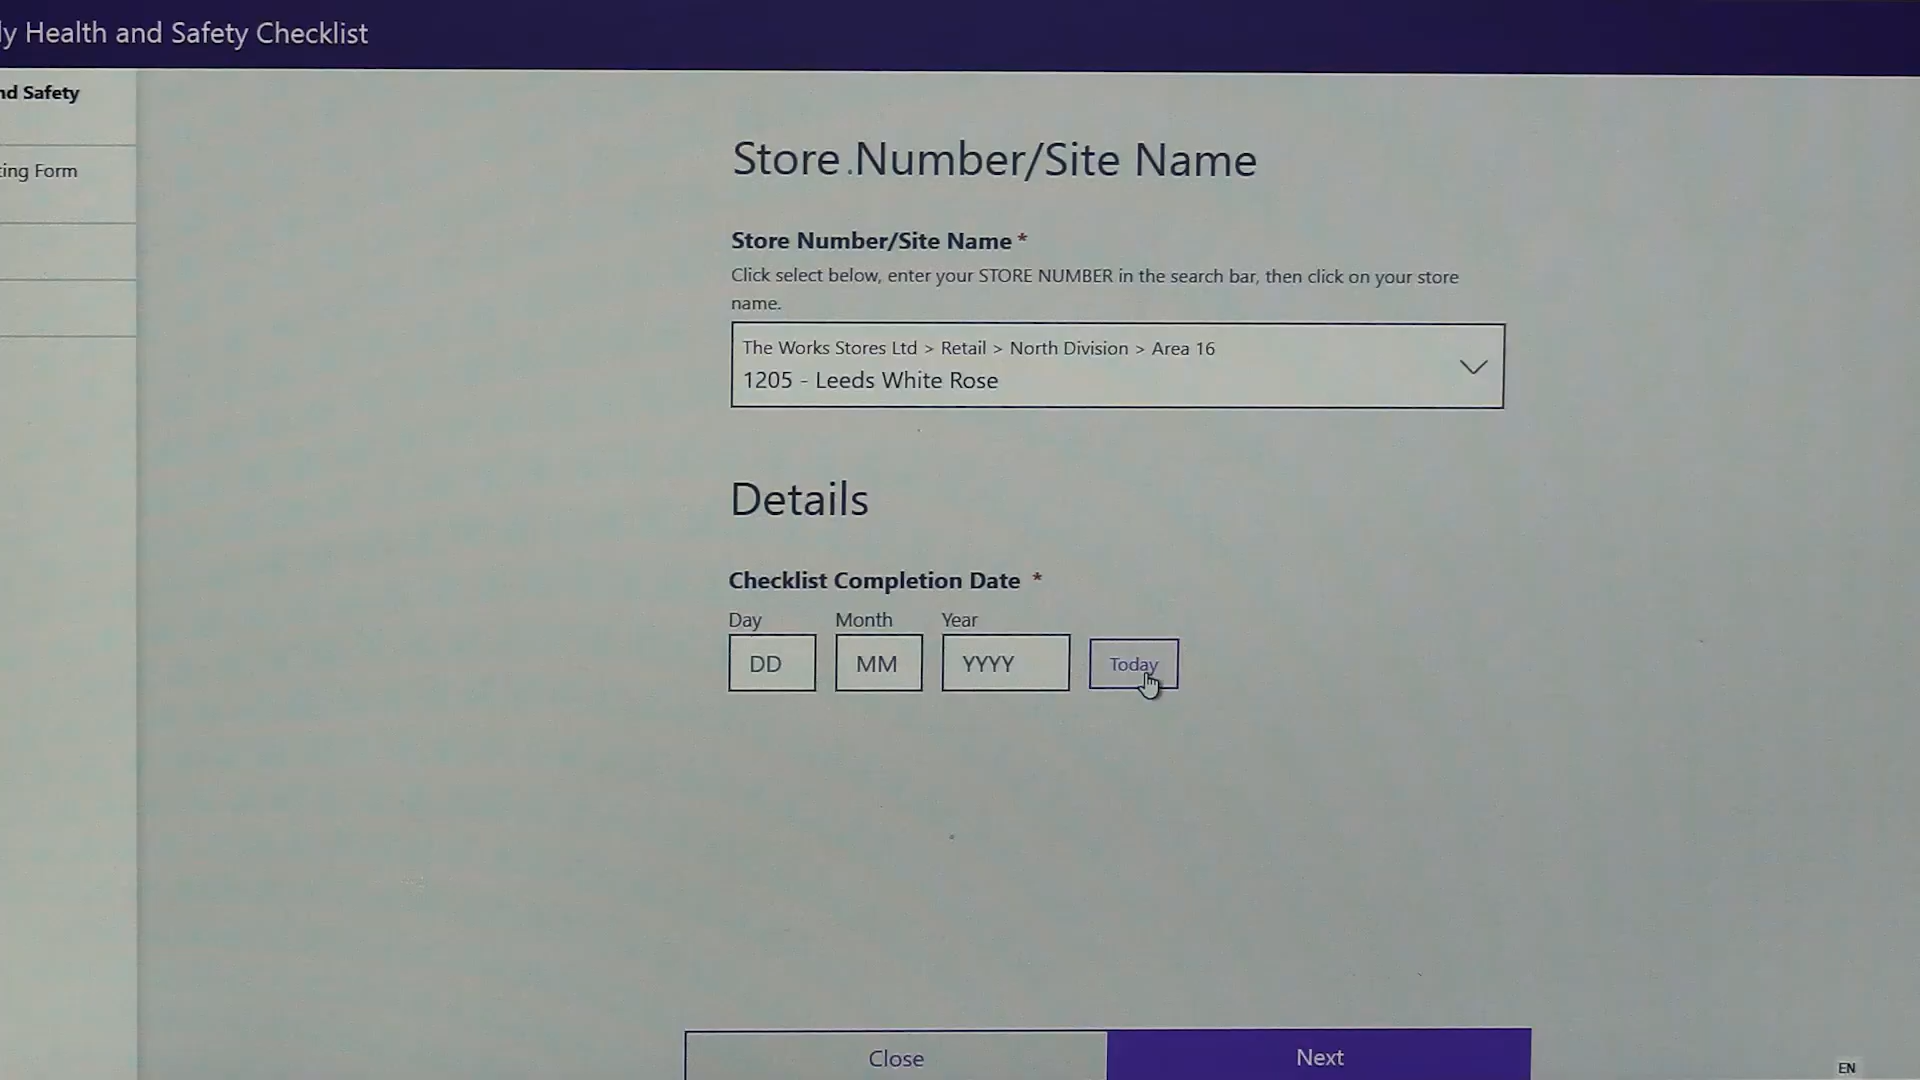 ly Health and Safety Checklist
nd Safety
ting Form
Store Number/Site Name
Store Number/Site Name *
Click select below, enter your STORE NUMBER in the search bar, then click on your store
name.
The Works Stores Ltd > Retail > North Division > Area 16
1205 - Leeds White Rose
Details
Checklist Completion Date *
Day Month Year
DD MM YYYY Today
Close Next
EN